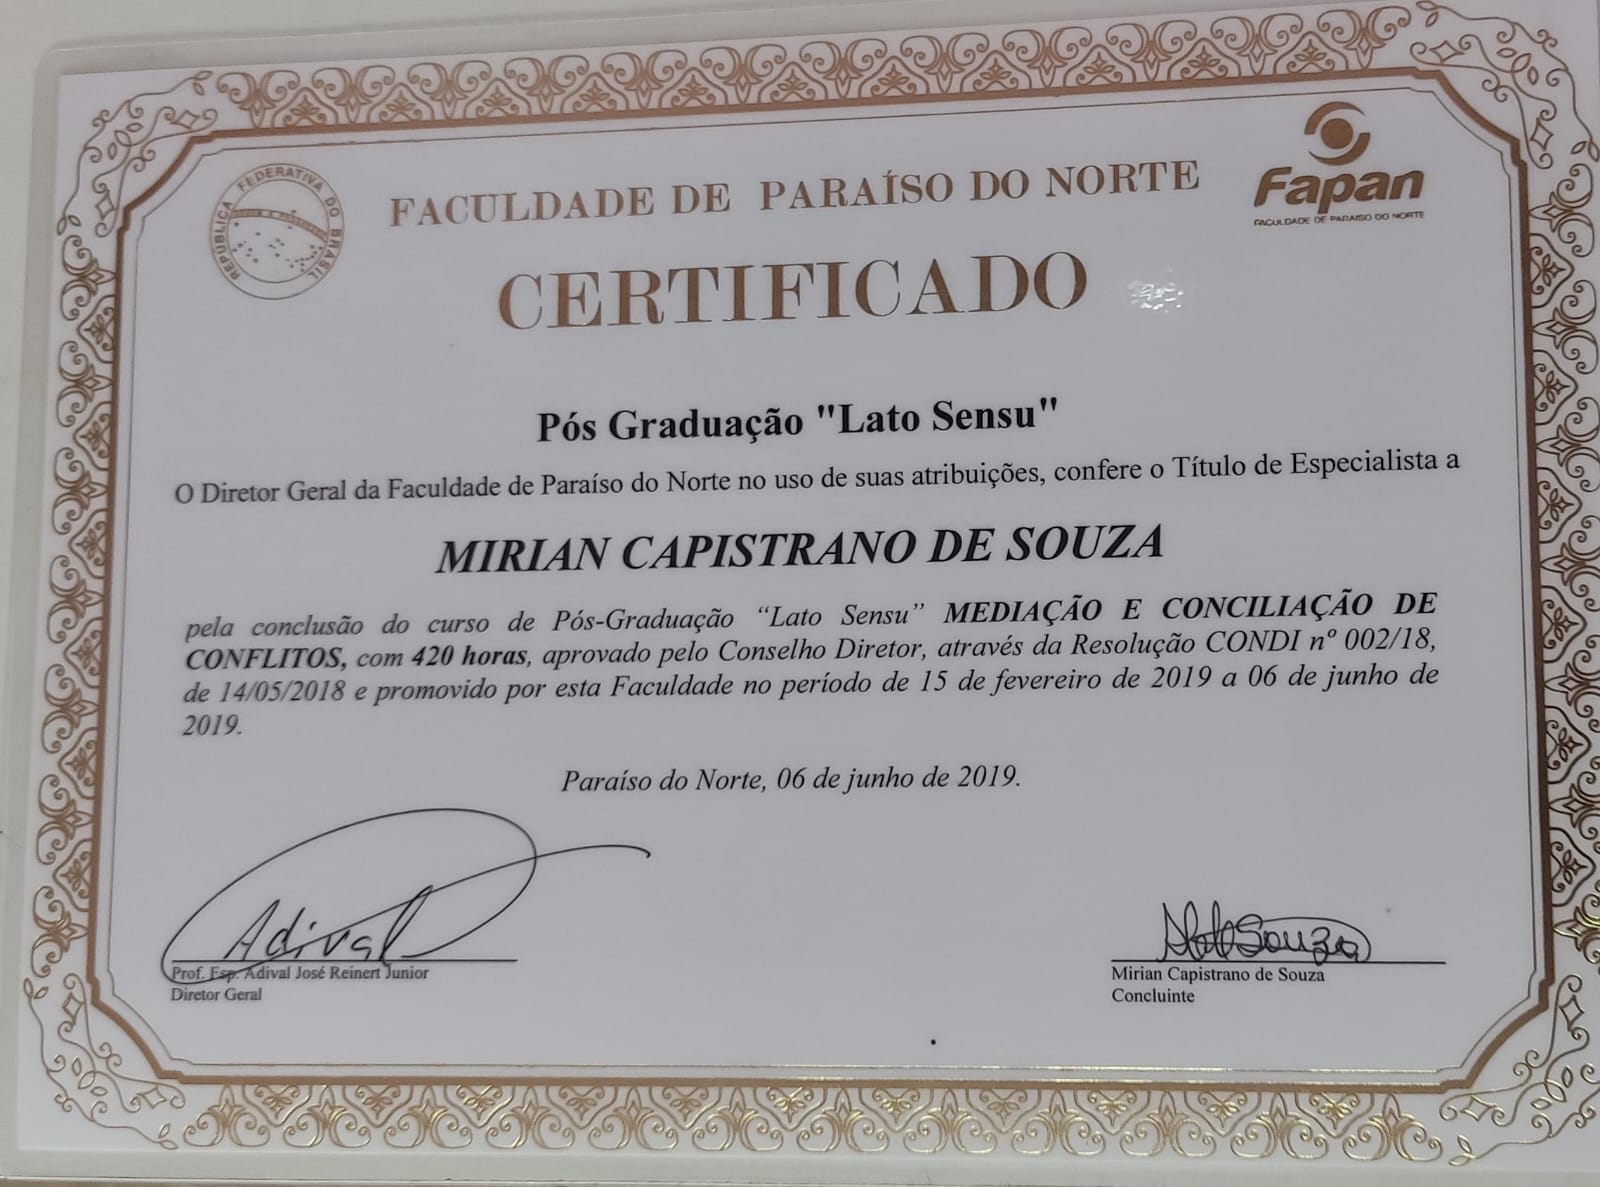 REPÚBLICA FEDERATIVA DO BRASIL
FACULDADE DE PARAÍSO DO NORTE
Fapan
FACULDADE DE PARAISO DO NORTE
CERTIFICADO
Pós Graduação "Lato Sensu"
O Diretor Geral da Faculdade de Paraíso do Norte no uso de suas atribuições, confere o Título de Especialista a
MIRIAN CAPISTRANO DE SOUZA
pela conclusão do curso de Pós-Graduação “Lato Sensu” MEDIAÇÃO E CONCILIAÇÃO DE
CONFLITOS, com 420 horas, aprovado pelo Conselho Diretor, através da Resolução CONDI nº 002/18,
de 14/05/2018 e promovido por esta Faculdade no período de 15 de fevereiro de 2019 a 06 de junho de
2019.
Paraíso do Norte, 06 de junho de 2019.
Adival
Prof. Esp. Adival José Reinert Junior
Diretor Geral
Souza
Mirian Capistrano de Souza
Concluinte